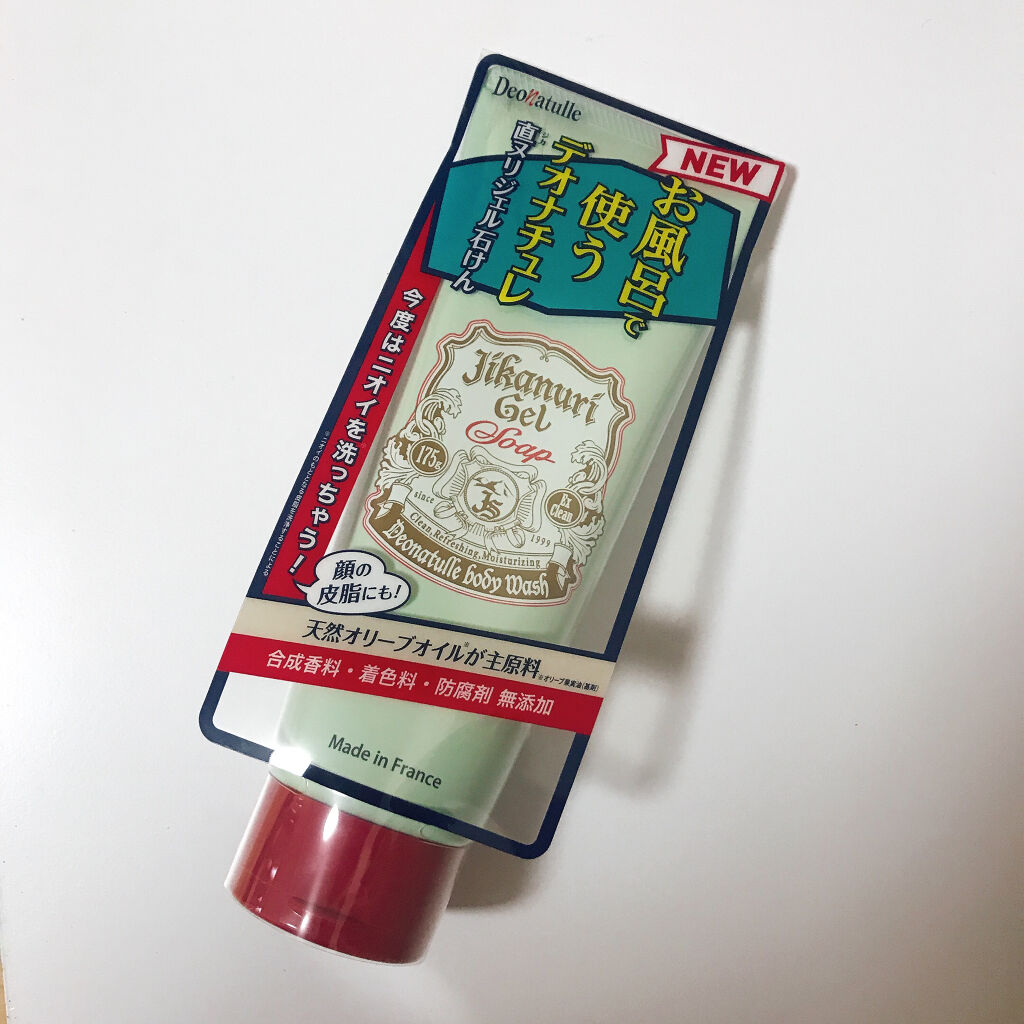 Deonatulle
NEW
お風呂で
使う
デオナチュレ
ジカ
直ヌリジェル石けん
今度はニオイを洗っちゃう!
Jikanuri
Gel
Soap
175g
Ex
Clean
since
1999
Clean, Refreshing, Moisturizing
Deonatulle body Wash
顔の
皮脂にも!
天然オリーブオイル※が主原料
※オリーブ果実油(基剤)
合成香料・着色料・防腐剤 無添加
Made in France